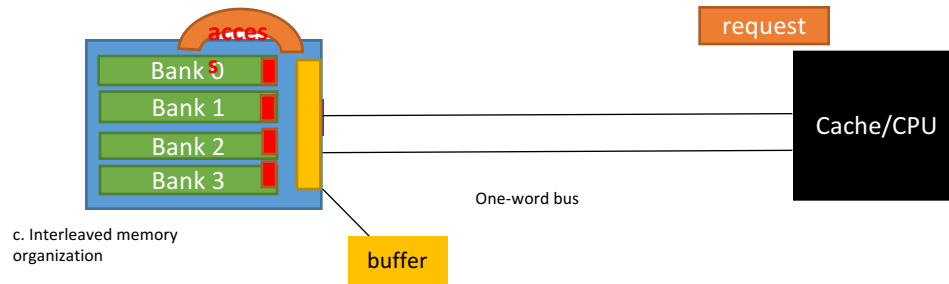 acces
s
request
Bank 0
Bank 1
Bank 2
Bank 3
Cache/CPU
One-word bus
c. Interleaved memory
organization
buffer